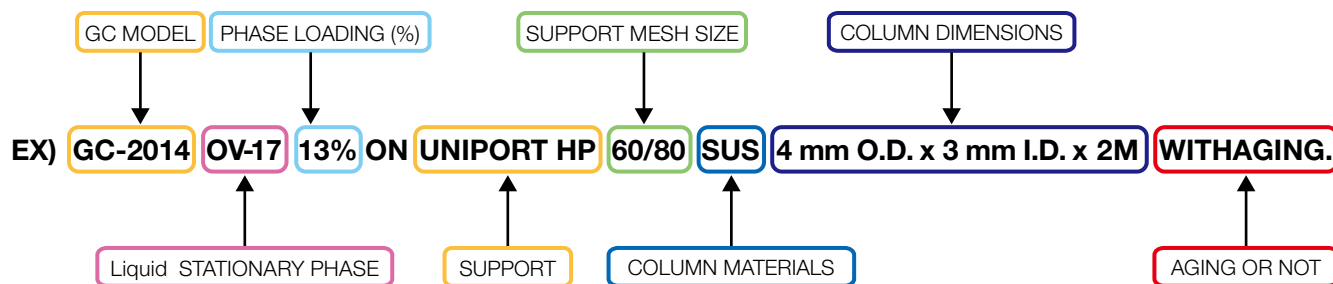 GC MODEL PHASE LOADING (%) SUPPORT MESH SIZE COLUMN DIMENSIONS
EX) GC-2014 OV-17 13% ON UNIPORT HP 60/80 SUS 4 mm O.D. x 3 mm I.D. x 2M WITHAGING.
Liquid STATIONARY PHASE SUPPORT COLUMN MATERIALS AGING OR NOT